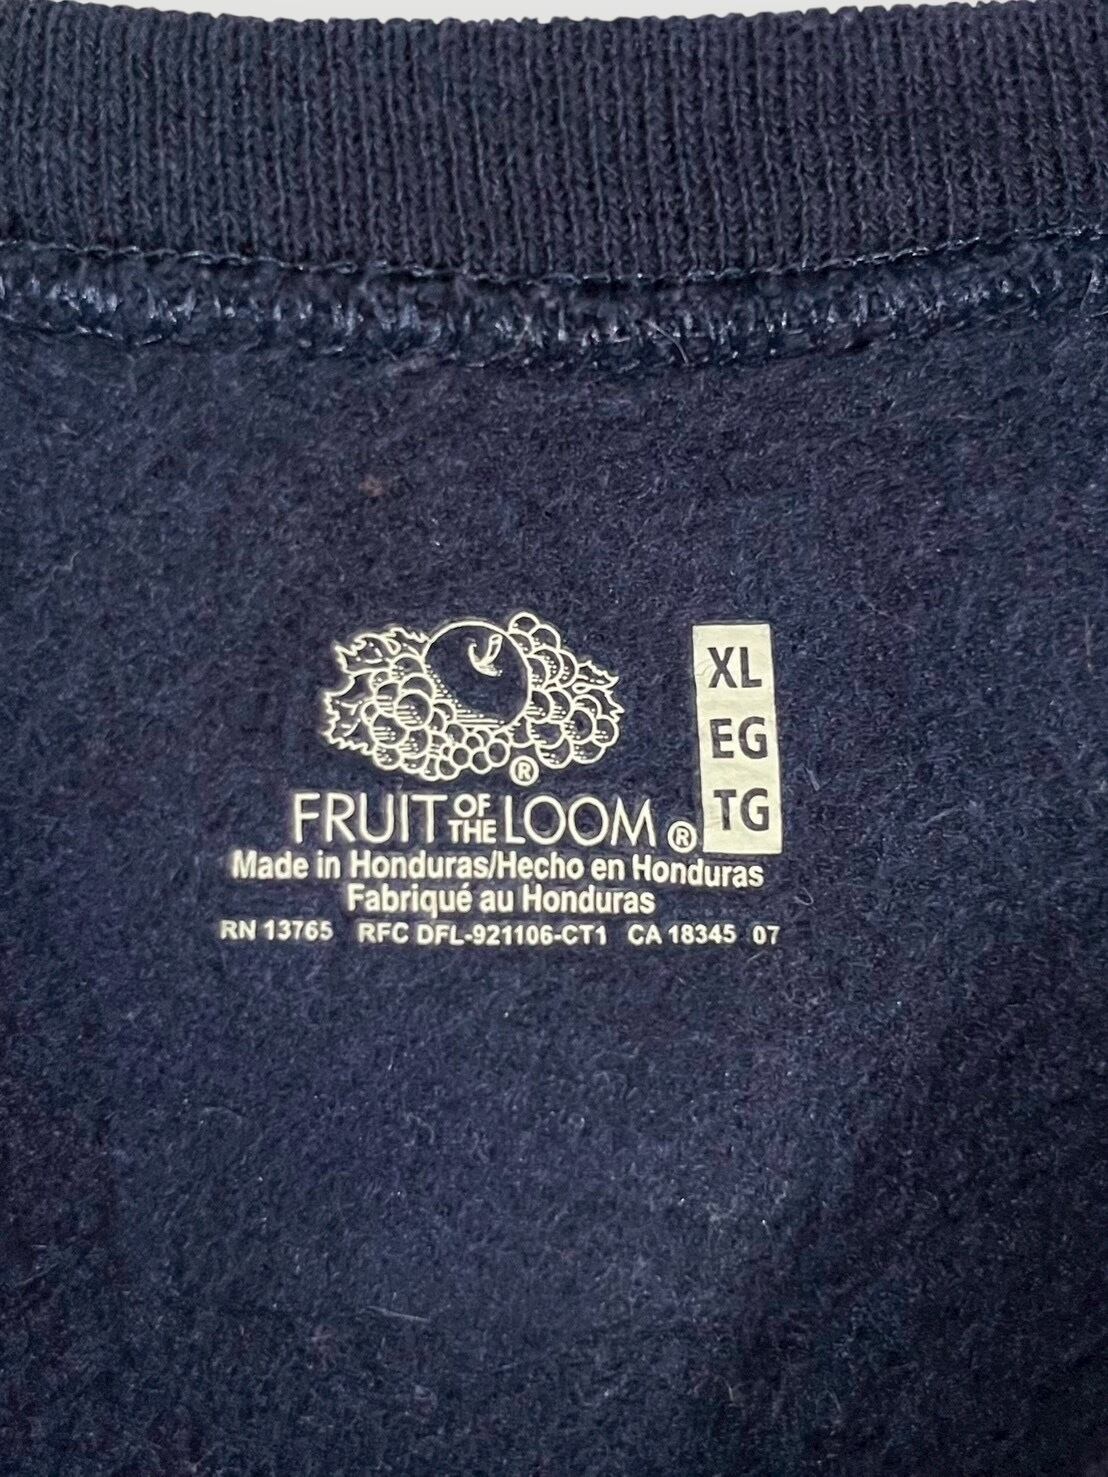 XL
EG
TG
®
FRUIT OF THE LOOM ®
Made in Honduras/Hecho en Honduras
Fabriqué au Honduras
RN 13765 RFC DFL-921106-CT1 CA 18345 07